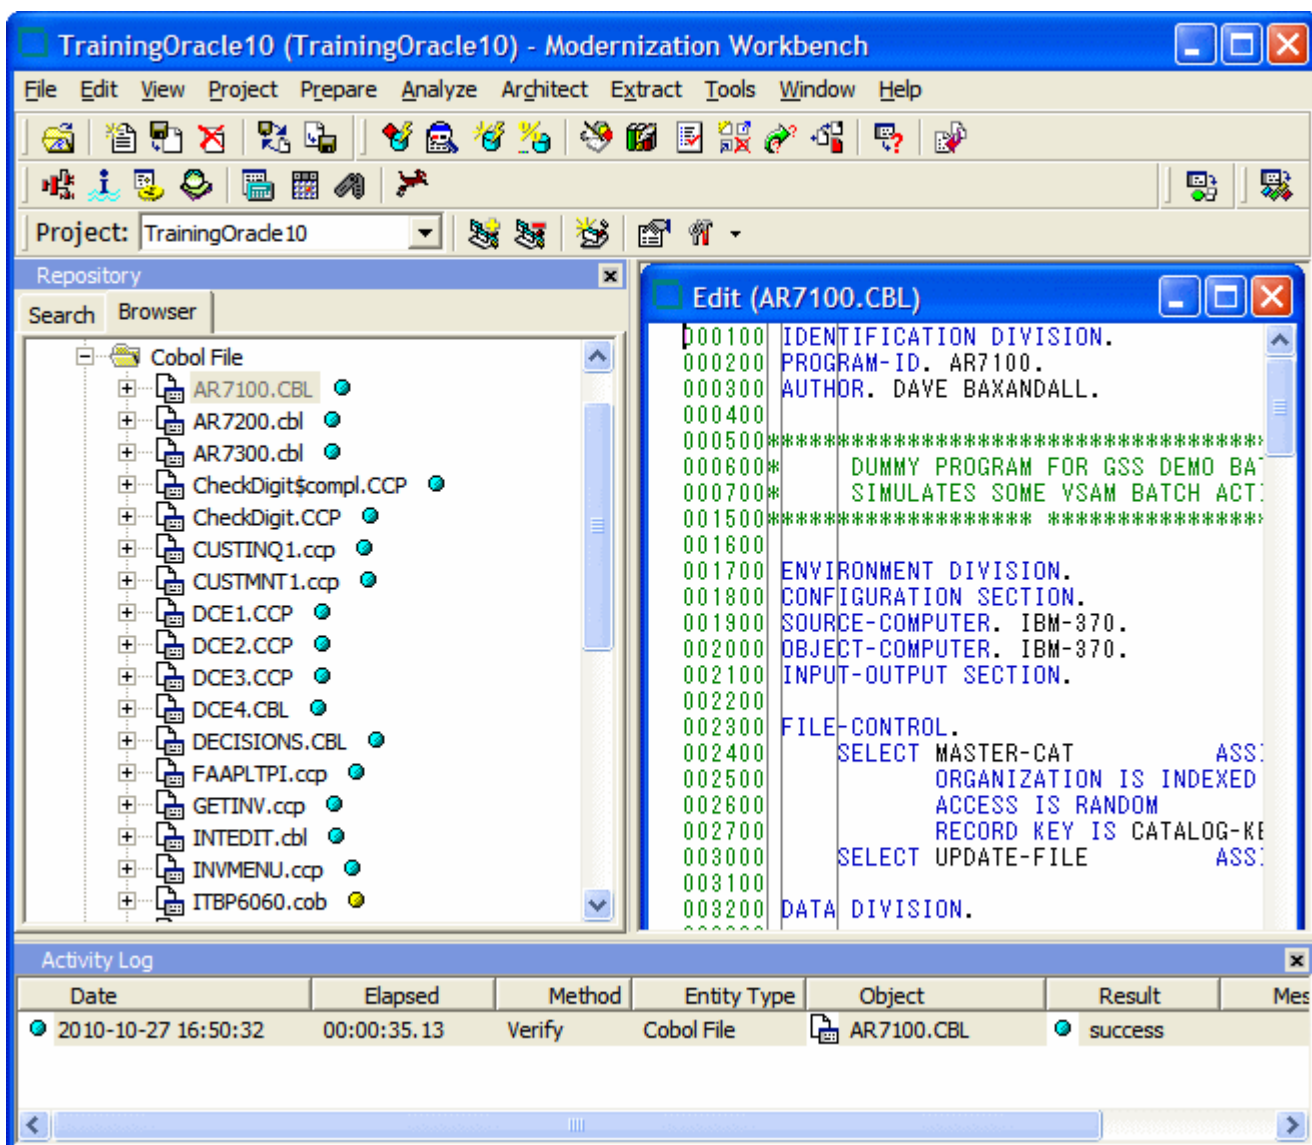 TrainingOracle10 (TrainingOracle10) - Modernization Workbench
File Edit View Project Prepare Analyze Architect Extract Tools Window Help
Project: TrainingOracle10
Repository
Search Browser
Cobol File
AR7100.CBL
AR7200.cbl
AR7300.cbl
CheckDigit$compl.CCP
CheckDigit.CCP
CUSTINQ1.ccp
CUSTMNT1.ccp
DCE1.CCP
DCE2.CCP
DCE3.CCP
DCE4.CBL
DECISIONS.CBL
FAAPLTPI.ccp
GETINV.ccp
INTEDIT.cbl
INVMENU.ccp
ITBP6060.cob
Edit (AR7100.CBL)
000100 IDENTIFICATION DIVISION.
000200 PROGRAM-ID. AR7100.
000300 AUTHOR. DAVE BAXANDALL.
000400
000500************************************
000600* DUMMY PROGRAM FOR GSS DEMO BAT
000700* SIMULATES SOME VSAM BATCH ACTI
001500******************* ****************
001600
001700 ENVIRONMENT DIVISION.
001800 CONFIGURATION SECTION.
001900 SOURCE-COMPUTER. IBM-370.
002000 OBJECT-COMPUTER. IBM-370.
002100 INPUT-OUTPUT SECTION.
002200
002300 FILE-CONTROL.
002400 SELECT MASTER-CAT ASSI
002500 ORGANIZATION IS INDEXED
002600 ACCESS IS RANDOM
002700 RECORD KEY IS CATALOG-KE
003000 SELECT UPDATE-FILE ASSI
003100
003200 DATA DIVISION.
Activity Log
Date Elapsed Method Entity Type Object Result Mes
2010-10-27 16:50:32 00:00:35.13 Verify Cobol File AR7100.CBL success